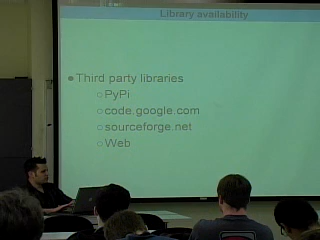 Library availability
Third party libraries
PyPi
code.google.com
sourceforge.net
Web